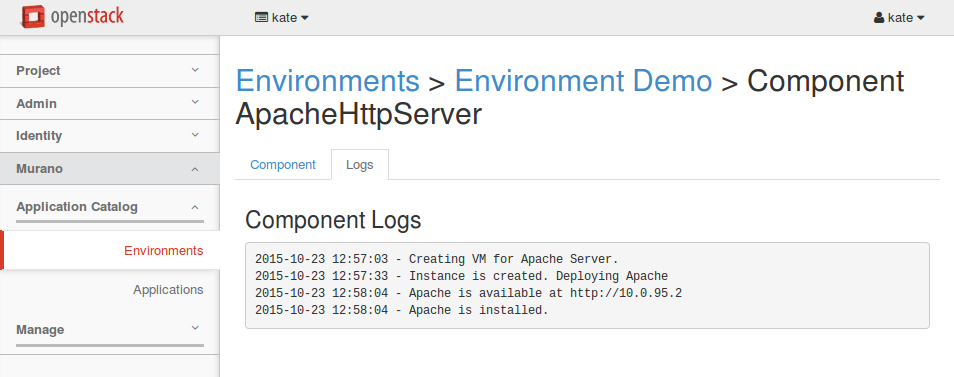 openstack
kate
kate
Project
Admin
Identity
Murano
Application Catalog
Environments
Applications
Manage
Environments > Environment Demo > Component
ApacheHttpServer
Component
Logs
Component Logs
2015-10-23 12:57:03 - Creating VM for Apache Server.
2015-10-23 12:57:33 - Instance is created. Deploying Apache
2015-10-23 12:58:04 - Apache is available at http://10.0.95.2
2015-10-23 12:58:04 - Apache is installed.